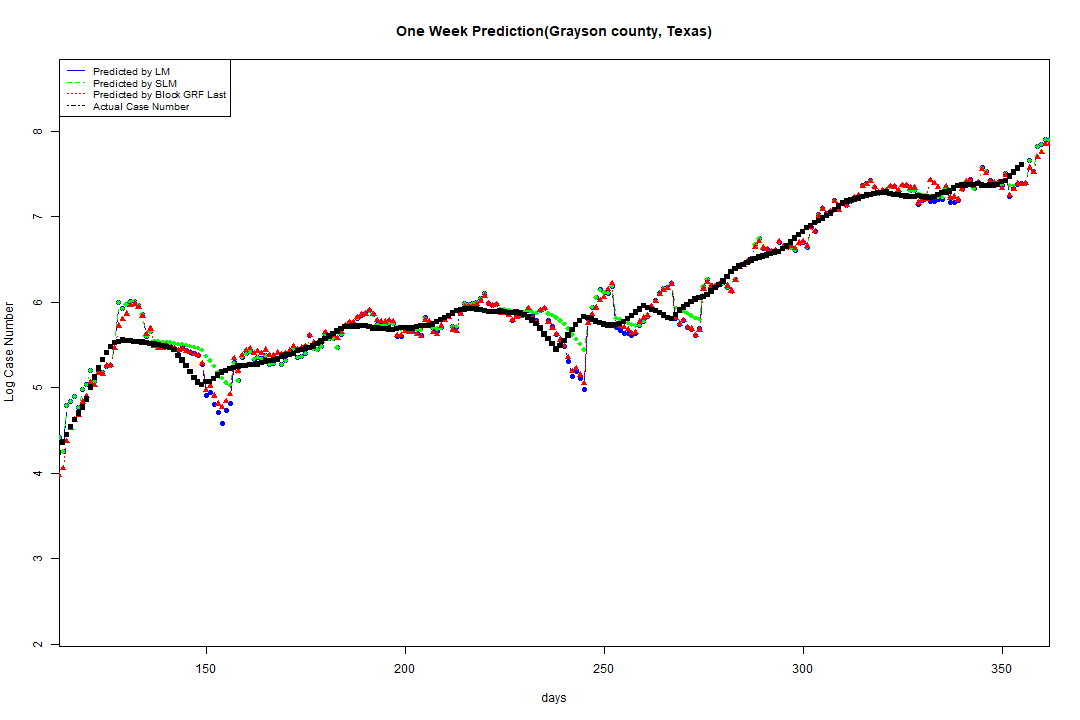 One Week Prediction(Grayson county, Texas)
Predicted by LM
Predicted by SLM
Predicted by Block GRF Last
Actual Case Number
8
7
6
5
4
3
2
Log Case Number
150 200 250 300 350
days